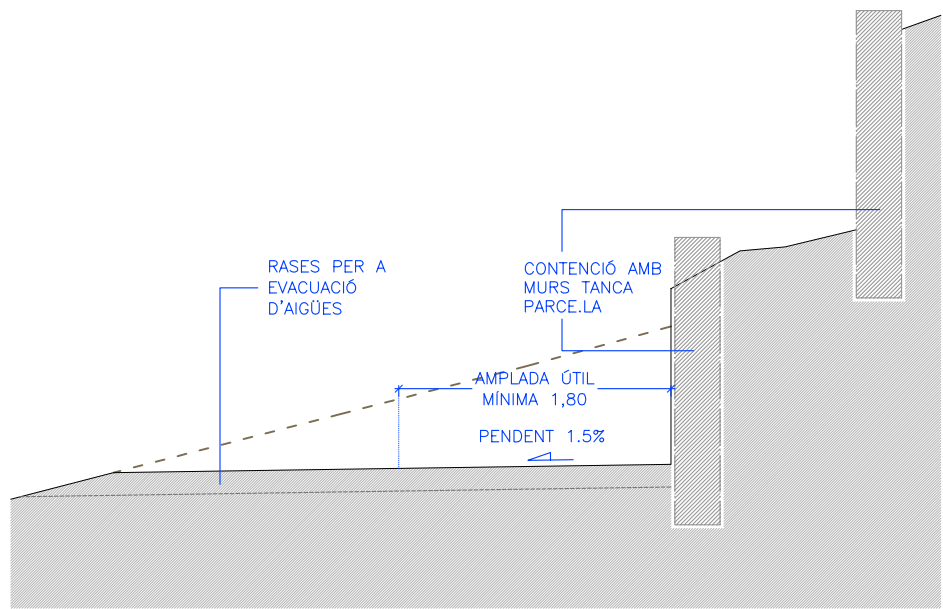 RASES PER A
EVACUACIÓ
D'AIGÜES
CONTENCIÓ AMB
MURS TANCA
PARCE.LA
AMPLADA ÚTIL
MÍNIMA 1,80
PENDENT 1.5%